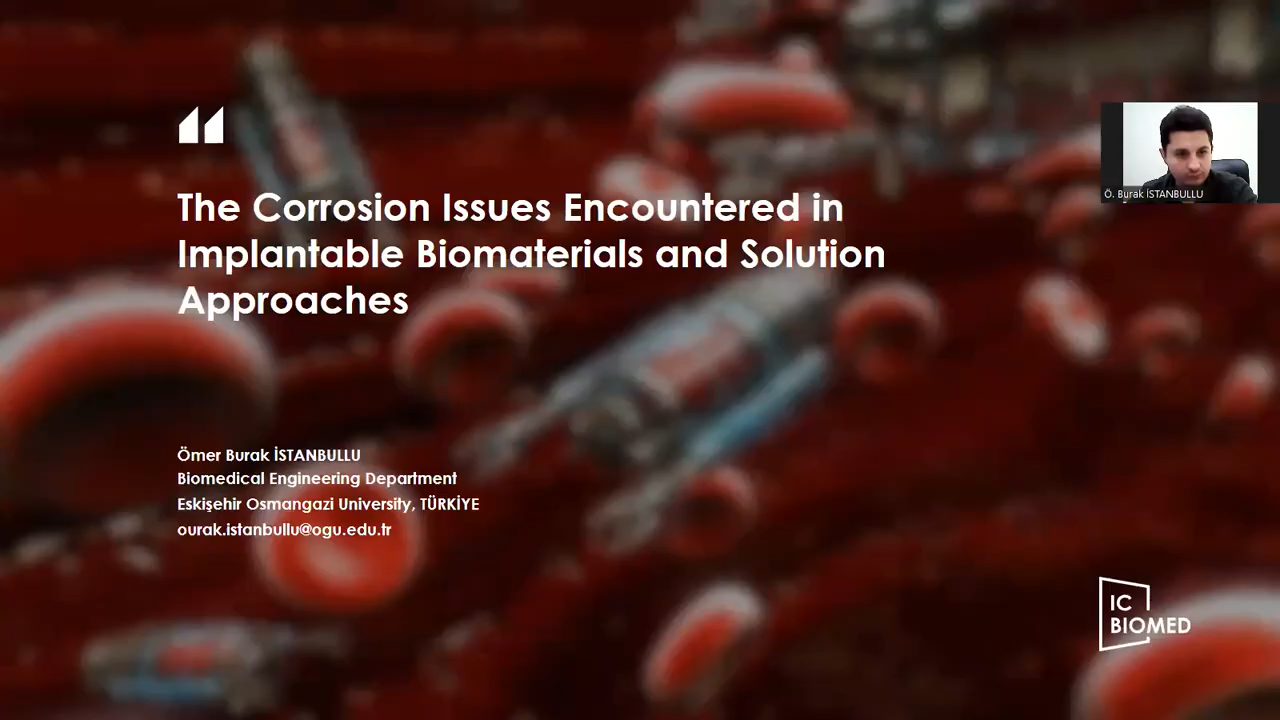 The Corrosion Issues Encountered in
Implantable Biomaterials and Solution
Approaches
Ö. Burak İSTANBULLU
Ömer Burak İSTANBULLU
Biomedical Engineering Department
Eskişehir Osmangazi University, TÜRKİYE
ourak.istanbullu@ogu.edu.tr
IC
BIOMED